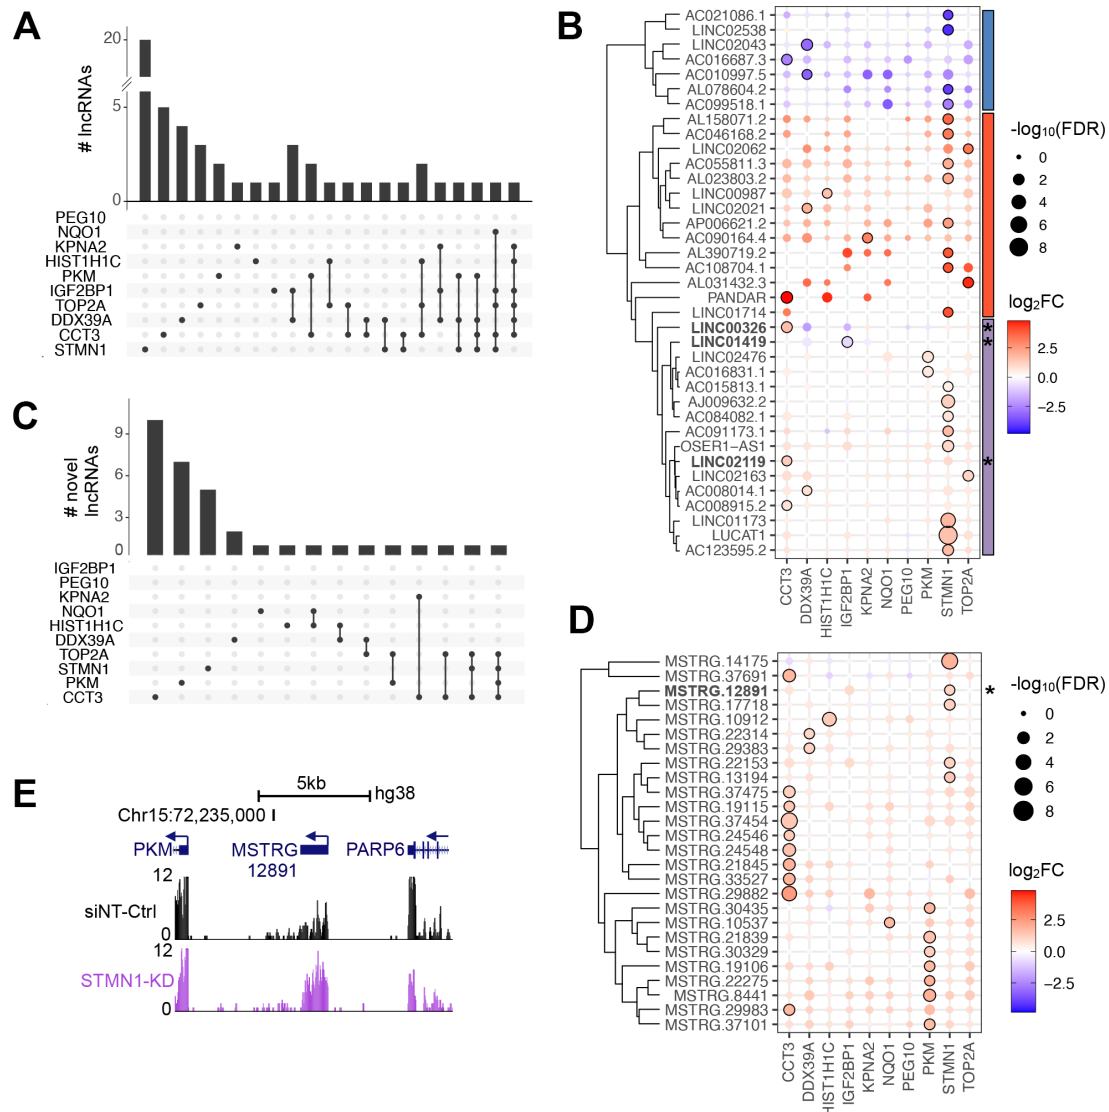 A
# lncRNAs
20
5
0
PEG10
NQO1
KPNA2
HIST1H1C
PKM
IGF2BP1
TOP2A
DDX39A
CCT3
STMN1
B
AC021086.1
LINC02538
LINC02043
AC016687.3
AC010997.5
AL078604.2
AC099518.1
AL158071.2
AC046168.2
LINC02062
AC055811.3
AL023803.2
LINC00987
LINC02021
AP006621.2
AC090164.4
AL390719.2
AC108704.1
AL031432.3
PANDAR
LINC01714
LINC00326 *
LINC01419 *
LINC02476
AC016831.1
AC015813.1
AJ009632.2
AC084082.1
AC091173.1
OSER1−AS1
LINC02119 *
LINC02163
AC008014.1
AC008915.2
LINC01173
LUCAT1
AC123595.2
CCT3
DDX39A
HIST1H1C
IGF2BP1
KPNA2
NQO1
PEG10
PKM
STMN1
TOP2A
-log10(FDR)
0
2
4
6
8
log2FC
2.5
0.0
−2.5
C
# novel
lncRNAs
9
6
3
0
IGF2BP1
PEG10
KPNA2
NQO1
HIST1H1C
DDX39A
TOP2A
STMN1
PKM
CCT3
D
MSTRG.14175
MSTRG.37691
MSTRG.12891 *
MSTRG.17718
MSTRG.10912
MSTRG.22314
MSTRG.29383
MSTRG.22153
MSTRG.13194
MSTRG.37475
MSTRG.19115
MSTRG.37454
MSTRG.24546
MSTRG.24548
MSTRG.21845
MSTRG.33527
MSTRG.29882
MSTRG.30435
MSTRG.10537
MSTRG.21839
MSTRG.30329
MSTRG.19106
MSTRG.22275
MSTRG.8441
MSTRG.29983
MSTRG.37101
CCT3
DDX39A
HIST1H1C
IGF2BP1
KPNA2
NQO1
PEG10
PKM
STMN1
TOP2A
-log10(FDR)
0
2
4
6
8
log2FC
2.5
0.0
−2.5
E
5kb
hg38
Chr15:72,235,000
PKM
MSTRG
12891
PARP6
12
siNT-Ctrl
0
12
STMN1-KD
0